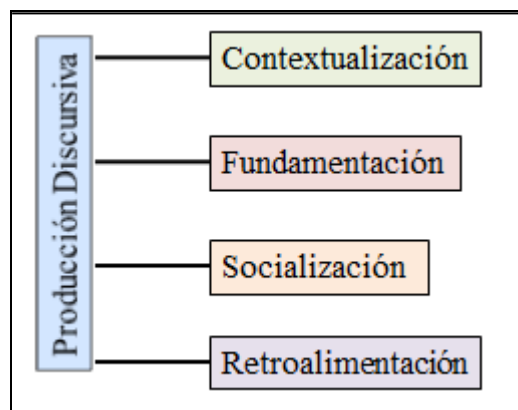 Producción Discursiva
Contextualización
Fundamentación
Socialización
Retroalimentación